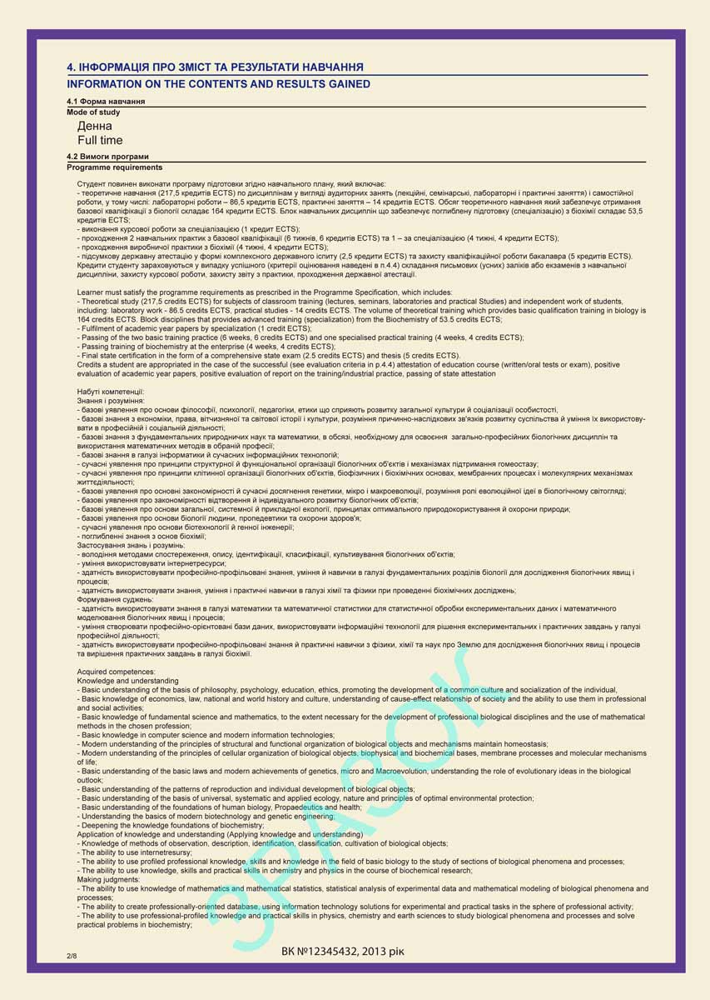 4. ІНФОРМАЦІЯ ПРО ЗМІСТ ТА РЕЗУЛЬТАТИ НАВЧАННЯ
INFORMATION ON THE CONTENTS AND RESULTS GAINED
4.1 Форма навчання
Mode of study
Денна
Full time
4.2 Вимоги програми
Programme requirements
Студент повинен виконати програму підготовки згідно навчального плану, який включає:
- теоретичне навчання (217,5 кредитів ECTS) по дисциплінам у вигляді аудиторних занять (лекційні, семінарські, лабораторні і практичні заняття) і самостійної
роботи, у тому числі: лабораторні роботи – 86,5 кредитів ECTS, практичні заняття – 14 кредитів ECTS. Обсяг теоретичного навчання який забезпечує отримання
базової кваліфікації з біології складає 164 кредити ECTS. Блок навчальних дисциплін що забезпечує поглиблену підготовку (спеціалізацію) з біохімії складає 53,5
кредитів ECTS;
- виконання курсової роботи за спеціалізацією (1 кредит ECTS);
- проходження 2 навчальних практик з базової кваліфікації (6 тижнів, 6 кредитів ECTS) та 1 – за спеціалізацією (4 тижні, 4 кредити ECTS);
- проходження виробничої практики з біохімії (4 тижні, 4 кредити ECTS);
- підсумкову державну атестацію у формі комплексного державного іспиту (2,5 кредити ECTS) та захисту кваліфікаційної роботи бакалавра (5 кредитів ECTS).
Кредити студенту зараховуються у випадку успішного (критерії оцінювання наведені в п.4.4) складання письмових (усних) заліків або екзаменів з навчальної
дисципліни, захисту курсової роботи, захисту звіту з практики, проходження державної атестації.
Learner must satisfy the programme requirements as prescribed in the Programme Specification, which includes:
- Theoretical study (217,5 credits ECTS) for subjects of classroom training (lectures, seminars, laboratories and practical Studies) and independent work of students,
including: laboratory work - 86.5 credits ECTS, practical studies - 14 credits ECTS. The volume of theoretical training which provides basic qualification training in biology is
164 credits ECTS. Block disciplines that provides advanced training (specialization) from the Biochemistry of 53.5 credits ECTS;
- Fulfilment of academic year papers by specialization (1 credit ECTS);
- Passing of the two basic training practice (6 weeks, 6 credits ECTS) and one specialised practical training (4 weeks, 4 credits ECTS);
- Passing training of biochemistry at the enterprise (4 weeks, 4 credits ECTS);
- Final state certification in the form of a comprehensive state exam (2.5 credits ECTS) and thesis (5 credits ECTS).
Credits a student are appropriated in the case of the successful (see evaluation criteria in p.4.4) attestation of education course (written/oral tests or exam), positive
evaluation of academic year papers, positive evaluation of report on the training/industrial practice, passing of state attestation
Набуті компетенції:
Знання і розуміння:
- базові уявлення про основи філософії, психології, педагогіки, етики що сприяють розвитку загальної культури й соціалізації особистості,
- базові знання з економіки, права, вітчизняної та світової історії і культури, розуміння причинно-наслідкових зв'язків розвитку суспільства й уміння їх використову-
вати в професійній і соціальній діяльності;
- базові знання з фундаментальних природничих наук та математики, в обсязі, необхідному для освоєння загально-професійних біологічних дисциплін та
використання математичних методів в обраній професії;
- базові знання в галузі інформатики й сучасних інформаційних технологій;
- сучасні уявлення про принципи структурної й функціональної організації біологічних об'єктів і механізмах підтримання гомеостазу;
- сучасні уявлення про принципи клітинної організації біологічних об'єктів, біофізичних і біохімічних основах, мембранних процесах і молекулярних механізмах
життєдіяльності;
- базові уявлення про основні закономірності й сучасні досягнення генетики, мікро і макроеволюції, розуміння ролі еволюційної ідеї в біологічному світогляді;
- базові уявлення про закономірності відтворення й індивідуального розвитку біологічних об'єктів;
- базові уявлення про основи загальної, системної й прикладної екології, принципах оптимального природокористування й охорони природи;
- базові уявлення про основи біології людини, пропедевтики та охорони здоров'я;
- сучасні уявлення про основи біотехнології й генної інженерії;
- поглибленні знання з основ біохімії;
Застосування знань і розумінь:
- володіння методами спостереження, опису, ідентифікації, класифікації, культивування біологічних об'єктів;
- уміння використовувати інтернетресурси;
- здатність використовувати професійно-профільовані знання, уміння й навички в галузі фундаментальних розділів біології для дослідження біологічних явищ і
процесів;
- здатність використовувати знання, уміння і практичні навички в галузі хімії та фізики при проведенні біохімічних досліджень;
Формування суджень:
- здатність використовувати знання в галузі математики та математичної статистики для статистичної обробки експериментальних даних і математичного
моделювання біологічних явищ і процесів;
- уміння створювати професійно-орієнтовані бази даних, використовувати інформаційні технології для рішення експериментальних і практичних завдань у галузі
професійної діяльності;
- здатність використовувати професійно-профільовані знання й практичні навички з фізики, хімії та наук про Землю для дослідження біологічних явищ і процесів
та вирішення практичних завдань в галузі біохімії.
Acquired competences:
Knowledge and understanding
- Basic understanding of the basis of philosophy, psychology, education, ethics, promoting the development of a common culture and socialization of the individual,
- Basic knowledge of economics, law, national and world history and culture, understanding of cause-effect relationship of society and the ability to use them in professional
and social activities;
- Basic knowledge of fundamental science and mathematics, to the extent necessary for the development of professional biological disciplines and the use of mathematical
methods in the chosen profession;
- Basic knowledge in computer science and modern information technologies;
- Modern understanding of the principles of structural and functional organization of biological objects and mechanisms maintain homeostasis;
- Modern understanding of the principles of cellular organization of biological objects, biophysical and biochemical bases, membrane processes and molecular mechanisms
of life;
- Basic understanding of the basic laws and modern achievements of genetics, micro and Macroevolution, understanding the role of evolutionary ideas in the biological
outlook;
- Basic understanding of the patterns of reproduction and individual development of biological objects;
- Basic understanding of the basis of universal, systematic and applied ecology, nature and principles of optimal environmental protection;
- Basic understanding of the foundations of human biology, Propaedeutics and health;
- Understanding the basics of modern biotechnology and genetic engineering;
- Deepening the knowledge foundations of biochemistry;
Application of knowledge and understanding (Applying knowledge and understanding)
- Knowledge of methods of observation, description, identification, classification, cultivation of biological objects;
- The ability to use internetresursy;
- The ability to use profiled professional knowledge, skills and knowledge in the field of basic biology to the study of sections of biological phenomena and processes;
- The ability to use knowledge, skills and practical skills in chemistry and physics in the course of biochemical research;
Making judgments:
- The ability to use knowledge of mathematics and mathematical statistics, statistical analysis of experimental data and mathematical modeling of biological phenomena and
processes;
- The ability to create professionally-oriented database, using information technology solutions for experimental and practical tasks in the sphere of professional activity;
- The ability to use professional-profiled knowledge and practical skills in physics, chemistry and earth sciences to study biological phenomena and processes and solve
practical problems in biochemistry;
ЗРАЗОК
2/8
ВК №12345432, 2013 рік